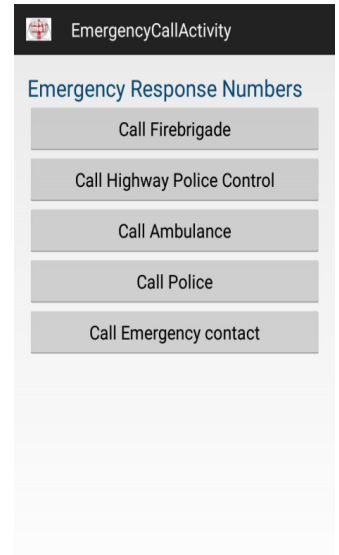 EmergencyCallActivity
Emergency Response Numbers
Call Firebrigade
Call Highway Police Control
Call Ambulance
Call Police
Call Emergency contact